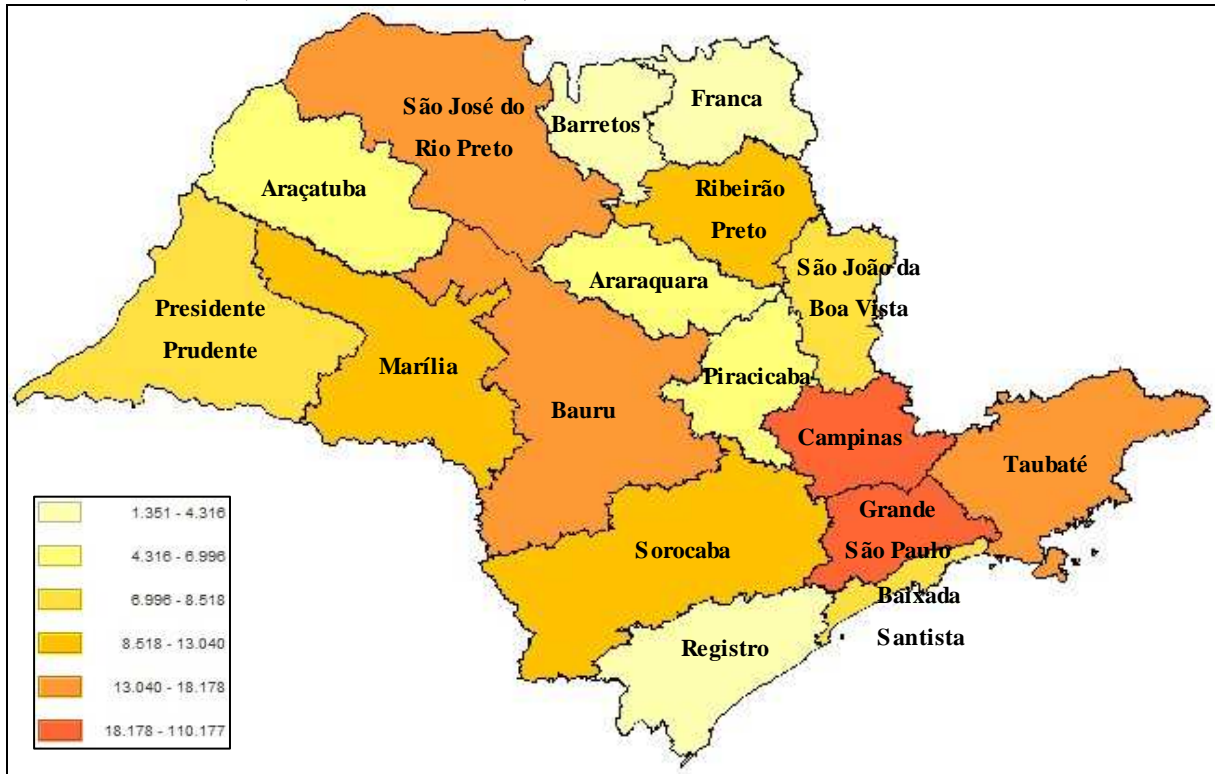 São José do
Rio Preto
Barretos
Franca
Araçatuba
Ribeirão
Preto
Araraquara
São João da
Boa Vista
Presidente
Prudente
Marília
Piracicaba
Bauru
Campinas
Taubaté
Grande
São Paulo
Sorocaba
Baixada
Santista
Registro
1.351 - 4.316
4.316 - 6.996
6.996 - 8.518
8.518 - 13.040
13.040 - 18.178
18.178 - 110.177